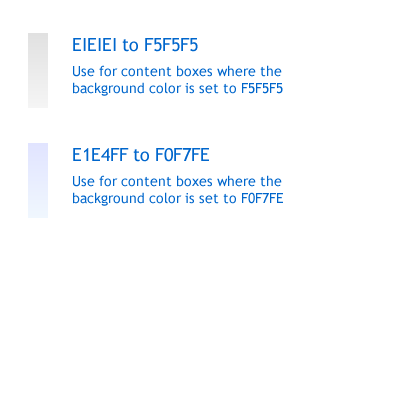 EIEIEI to F5F5F5
Use for content boxes where the
background color is set to F5F5F5
E1E4FF to F0F7FE
Use for content boxes where the
background color is set to F0F7FE